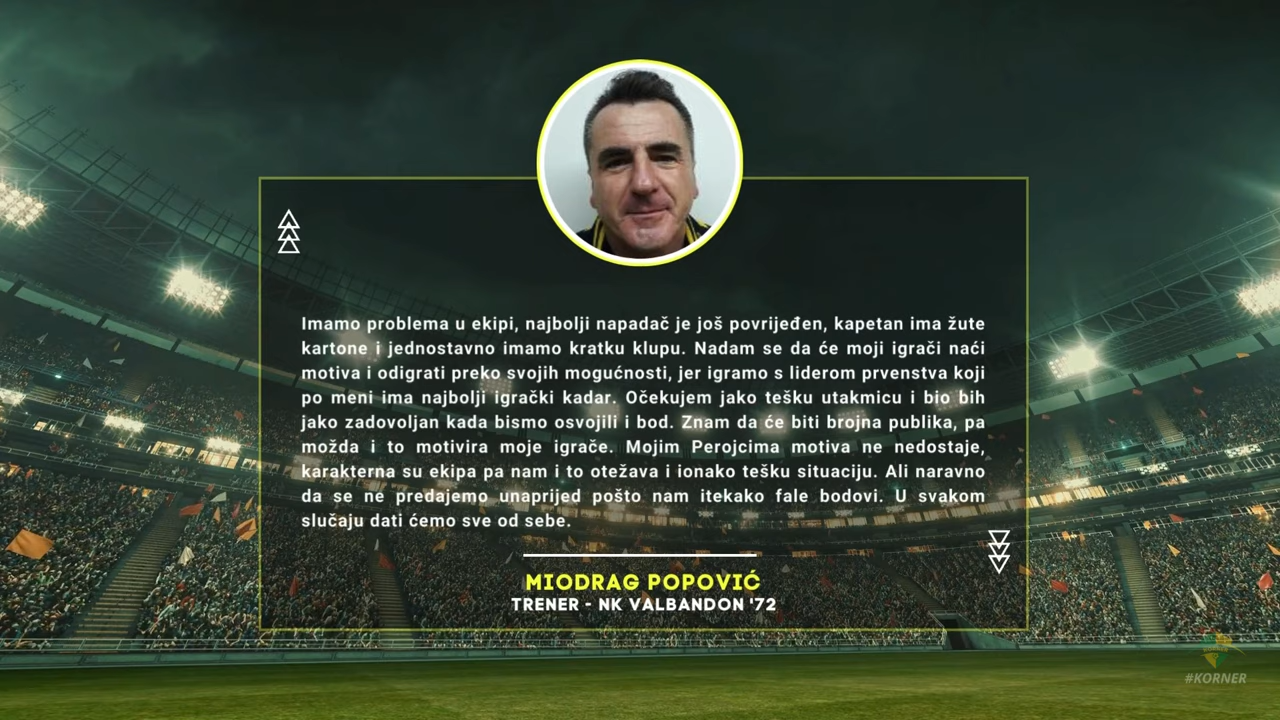 Imamo problema u ekipi, najbolji napadač je još povrijeđen, kapetan ima žute
kartone i jednostavno imamo kratku klupu. Nadam se da će moji igrači naći
motiva i odigrati preko svojih mogućnosti, jer igramo s liderom prvenstva koji
po meni ima najbolji igrački kadar. Očekujem jako tešku utakmicu i bio bih
jako zadovoljan kada bismo osvojili i bod. Znam da će biti brojna publika, pa
možda i to motivira moje igrače. Mojim Perojcima motiva ne nedostaje,
karakterna su ekipa pa nam i to otežava i ionako tešku situaciju. Ali naravno
da se ne predajemo unaprijed pošto nam itekako fale bodovi. U svakom
slučaju dati ćemo sve od sebe.
MIODRAG POPOVIĆ
TRENER - NK VALBANDON '72
KORNER
#KORNER